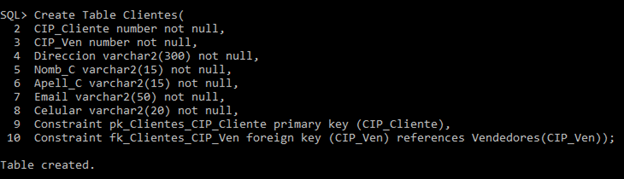 SQL> Create Table Clientes(
2 CIP_Cliente number not null,
3 CIP_Ven number not null,
4 Direccion varchar2(300) not null,
5 Nomb_C varchar2(15) not null,
6 Apell_C varchar2(15) not null,
7 Email varchar2(50) not null,
8 Celular varchar2(20) not null,
9 Constraint pk_Clientes_CIP_Cliente primary key (CIP_Cliente),
10 Constraint fk_Clientes_CIP_Ven foreign key (CIP_Ven) references Vendedores(CIP_Ven));
Table created.